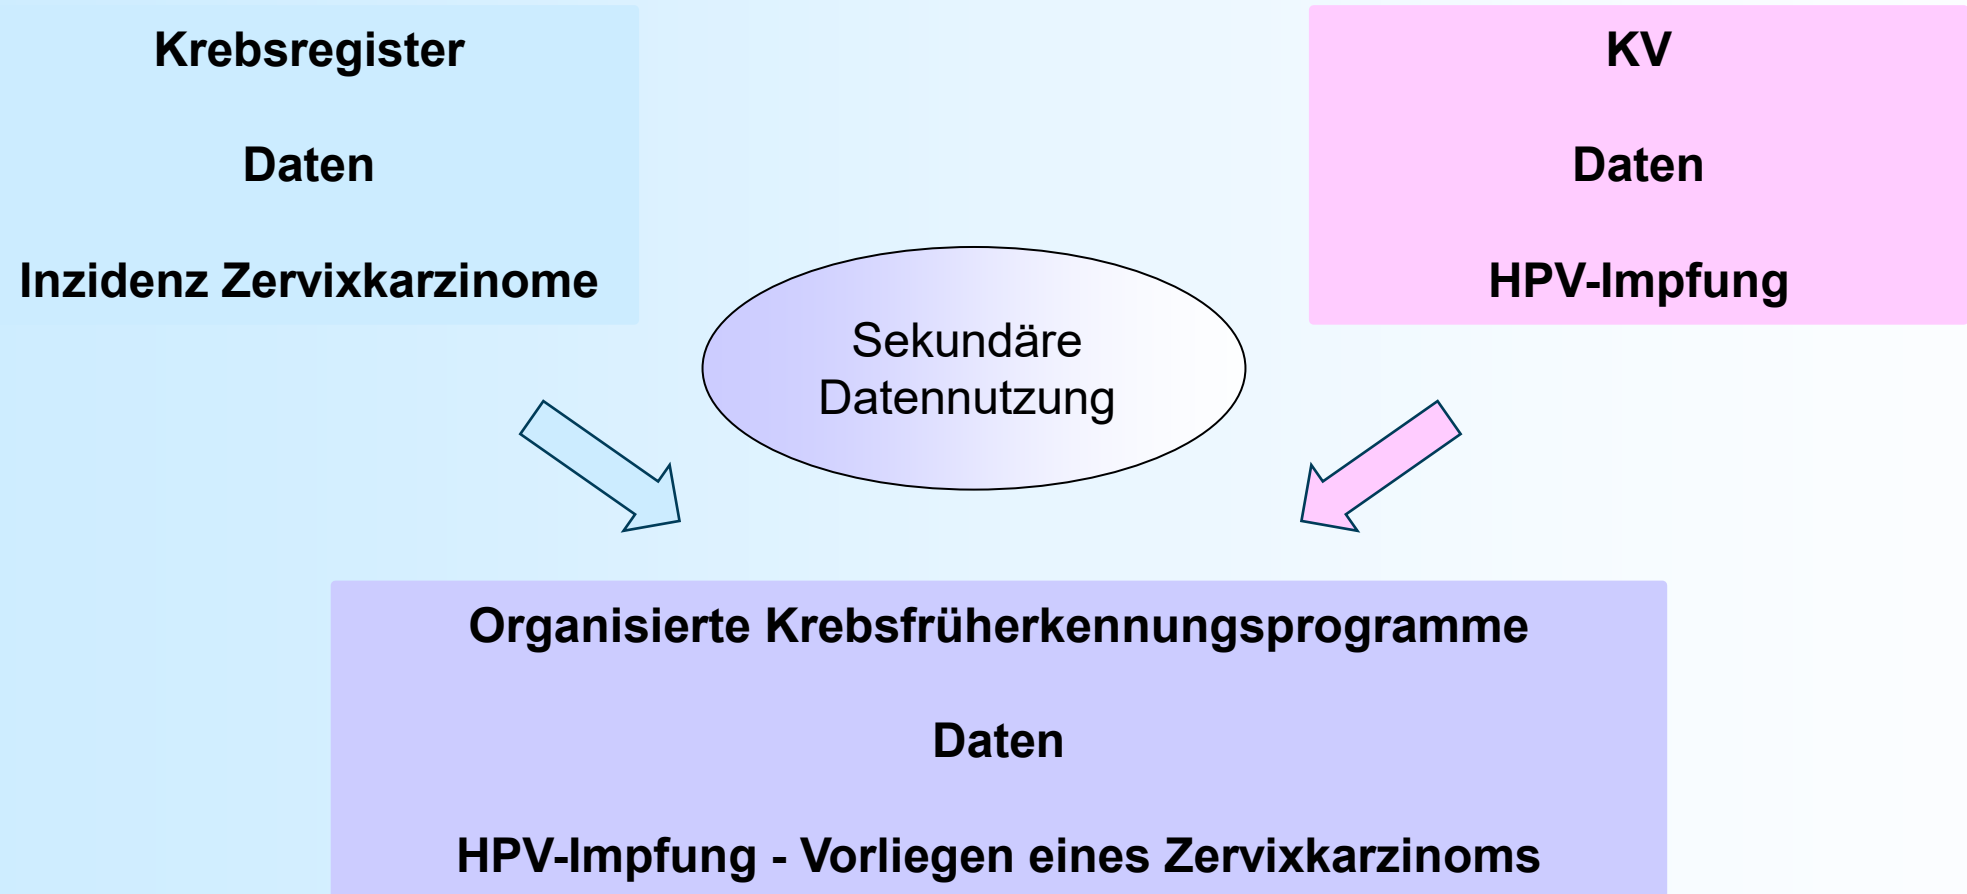 Krebsregister
Daten
Inzidenz Zervixkarzinome
KV
Daten
HPV-Impfung
Sekundäre
Datennutzung
Organisierte Krebsfrüherkennungsprogramme
Daten
HPV-Impfung - Vorliegen eines Zervixkarzinoms